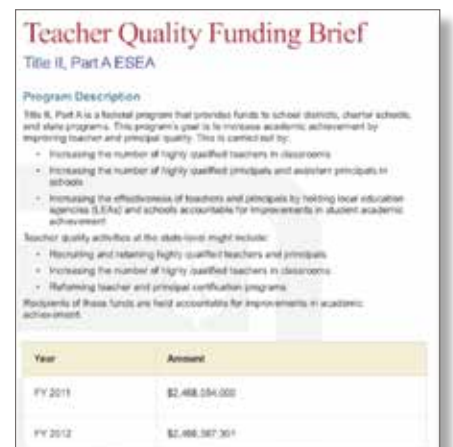 Teacher Quality Funding Brief
Title II, Part A ESEA
Program Description
Title II, Part A is a federal program that provides funds to school districts, charter schools,
and state programs. This program's goal is to increase academic achievement by
improving teacher and principal quality. This is carried out by:
• Increasing the number of highly qualified teachers in classrooms
• Increasing the number of highly qualified principals and assistant principals in
schools
• Increasing the effectiveness of teachers and principals by holding local education
agencies (LEAs) and schools accountable for improvements in student academic
achievement
Teacher quality activities at the state-level might include:
• Recruiting and retaining highly qualified teachers and principals
• Increasing the number of highly qualified teachers in classrooms
• Reforming teacher and principal certification programs
Recipients of these funds are held accountable for improvements in academic
achievement.
Year Amount
FY 2011
FY 2012